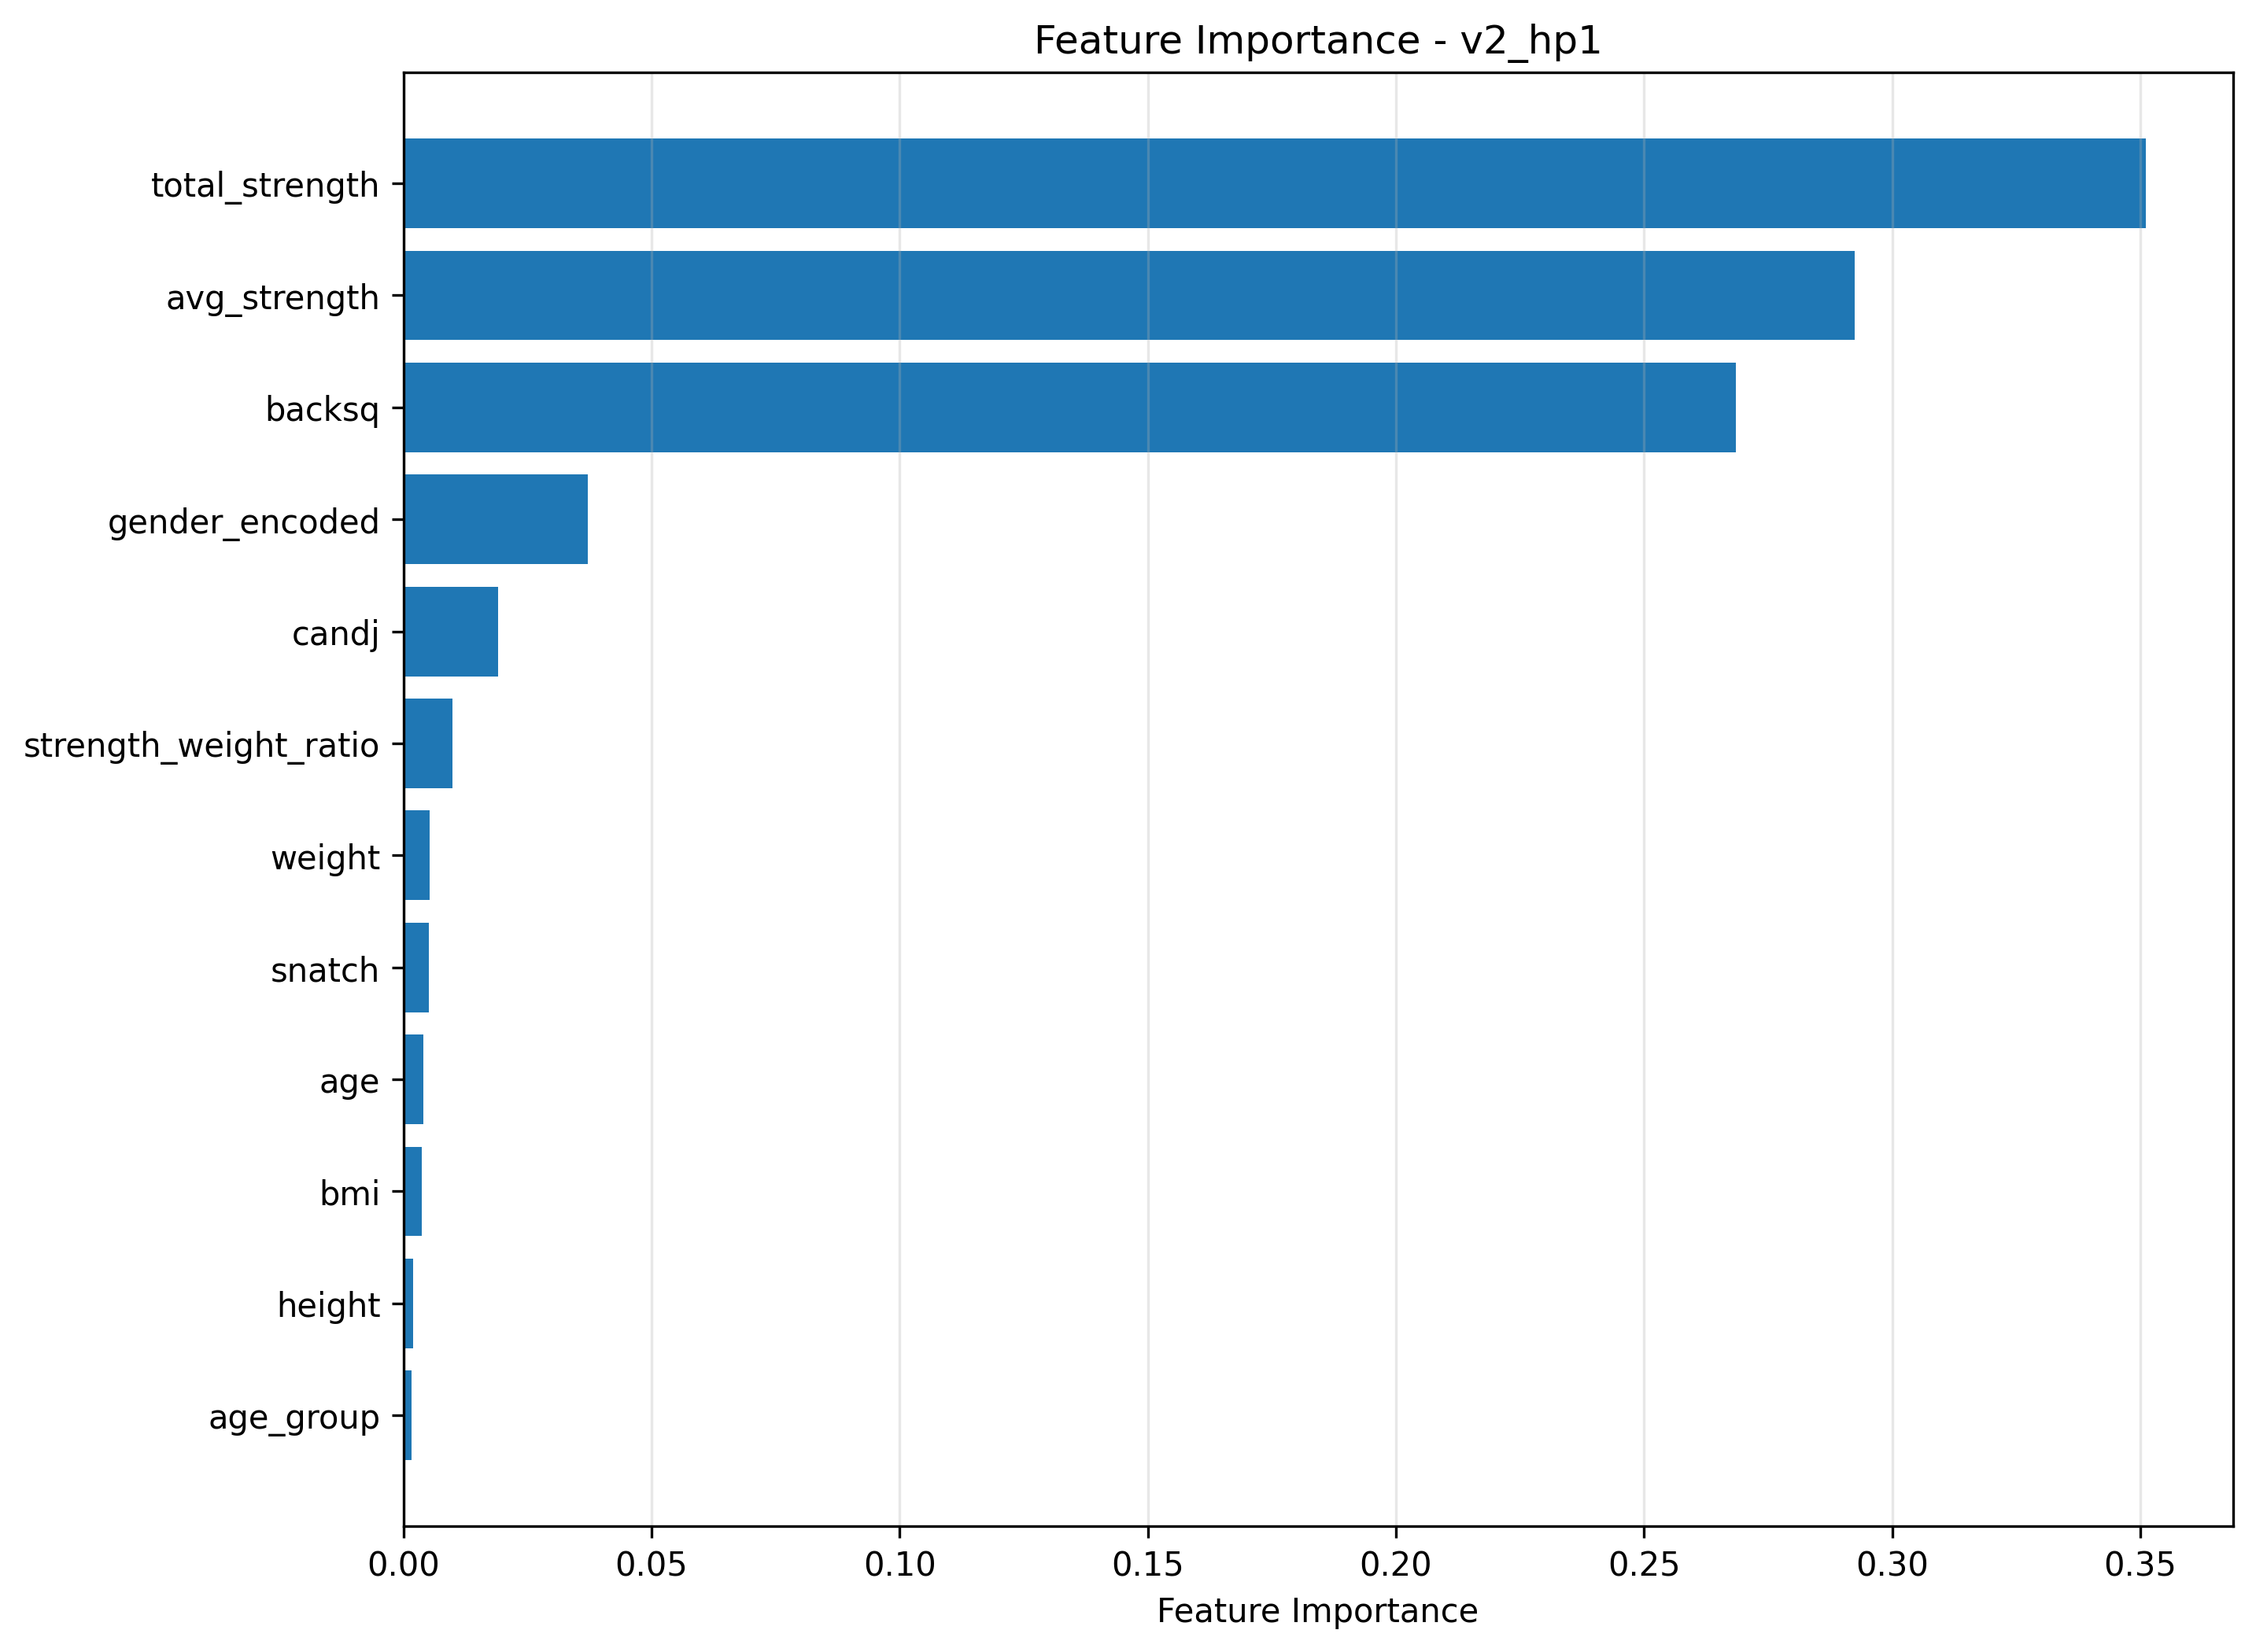 Feature Importance - v2_hp1
total_strength
avg_strength
backsq
gender_encoded
candj
strength_weight_ratio
weight
snatch
age
bmi
height
age_group
0.00 0.05 0.10 0.15 0.20 0.25 0.30 0.35
Feature Importance